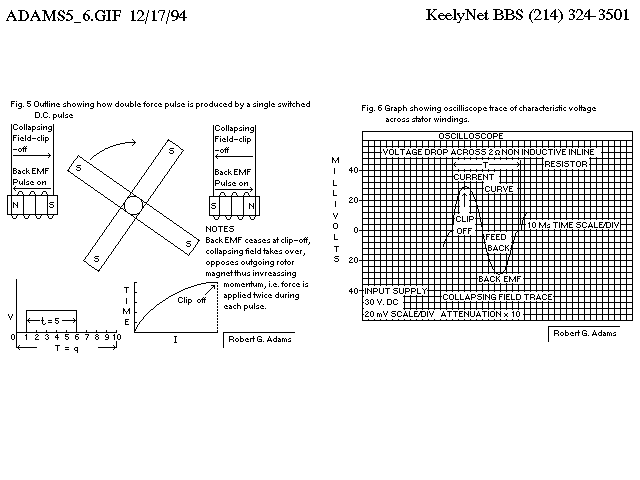 ADAMS5_6.GIF 12/17/94
KeelyNet BBS (214) 324-3501
Fig. 5 Outline showing how double force pulse is produced by a single switched
D.C. pulse
Collapsing
Field-clip
-off
Back EMF
Pulse on
N S
S
S
S
S
Collapsing
Field-clip
-off
Back EMF
Pulse on
S N
NOTES
Back EMF ceases at clip-off,
collapsing field takes over,
opposes outgoing rotor
magnet thus invreassing
momentum, i.e. force is
applied twice during
each pulse.
V
t = 5
0 1 2 3 4 5 6 7 8 9 10
T = q
T
I
M
E
Clip off
I
Robert G. Adams
Fig. 6 Graph showing oscilliscope trace of characteristic voltage
across stator windings.
OSCILLOSCOPE
VOLTAGE DROP ACROSS 2 Ω NON INDUCTIVE INLINE
RESISTOR
T
CURRENT
CURVE
CLIP
OFF
10 Ms TIME SCALE/DIV
FEED
BACK
BACK EMF
M
I
L
L
I
V
O
L
T
S
40
20
0
20
40
INPUT SUPPLY
30 V. DC
COLLAPSING FIELD TRACE
20 mV SCALE/DIV ATTENUATION x 10
Robert G. Adams